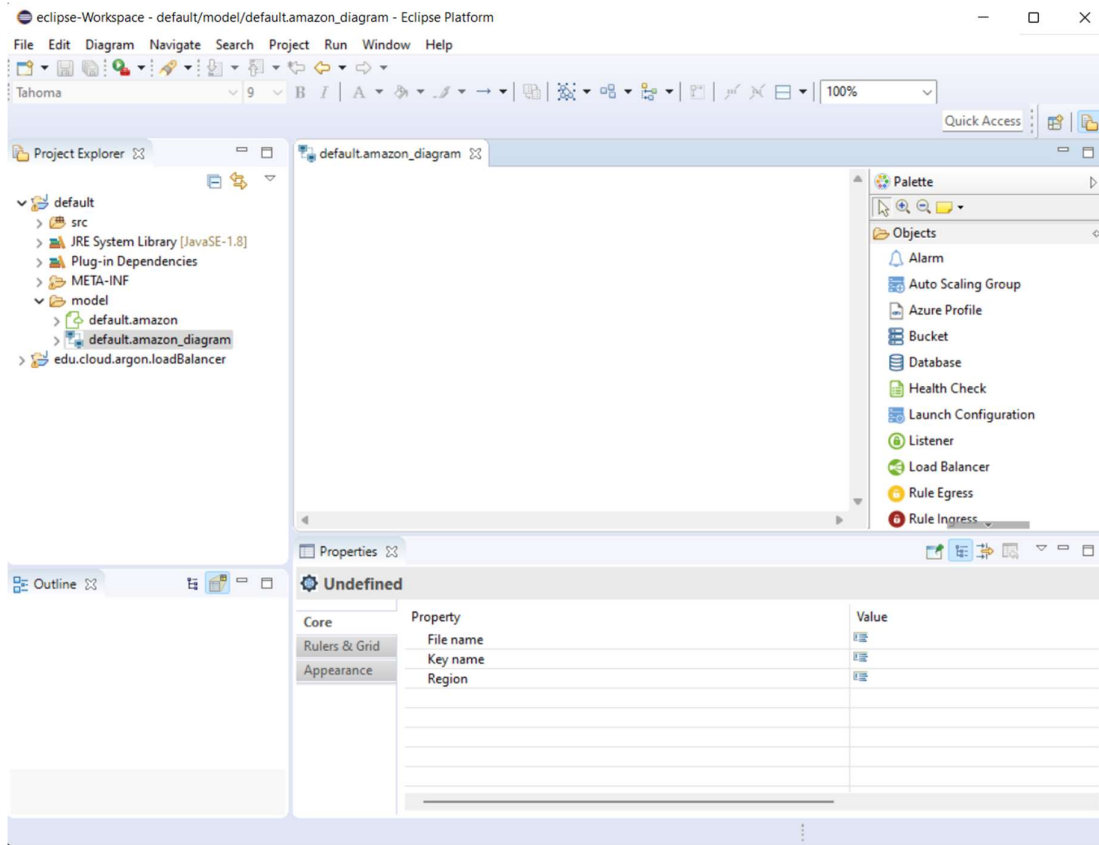 eclipse-Workspace - default/model/default.amazon_diagram - Eclipse Platform
File Edit Diagram Navigate Search Project Run Window Help
Tahoma 9 B I A 100%
Quick Access
Project Explorer
default
src
JRE System Library [JavaSE-1.8]
Plug-in Dependencies
META-INF
model
default.amazon
default.amazon_diagram
edu.cloud.argon.loadBalancer
default.amazon_diagram
Palette
Objects
Alarm
Auto Scaling Group
Azure Profile
Bucket
Database
Health Check
Launch Configuration
Listener
Load Balancer
Rule Egress
Rule Ingress
Outline
Properties
Undefined
Core
Rulers & Grid
Appearance
Property Value
File name
Key name
Region